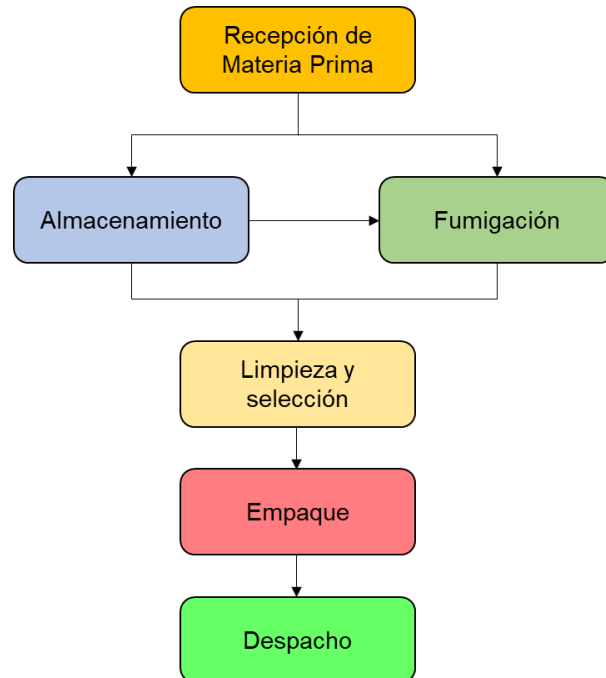 Recepción de
Materia Prima
Almacenamiento
Fumigación
Limpieza y
selección
Empaque
Despacho